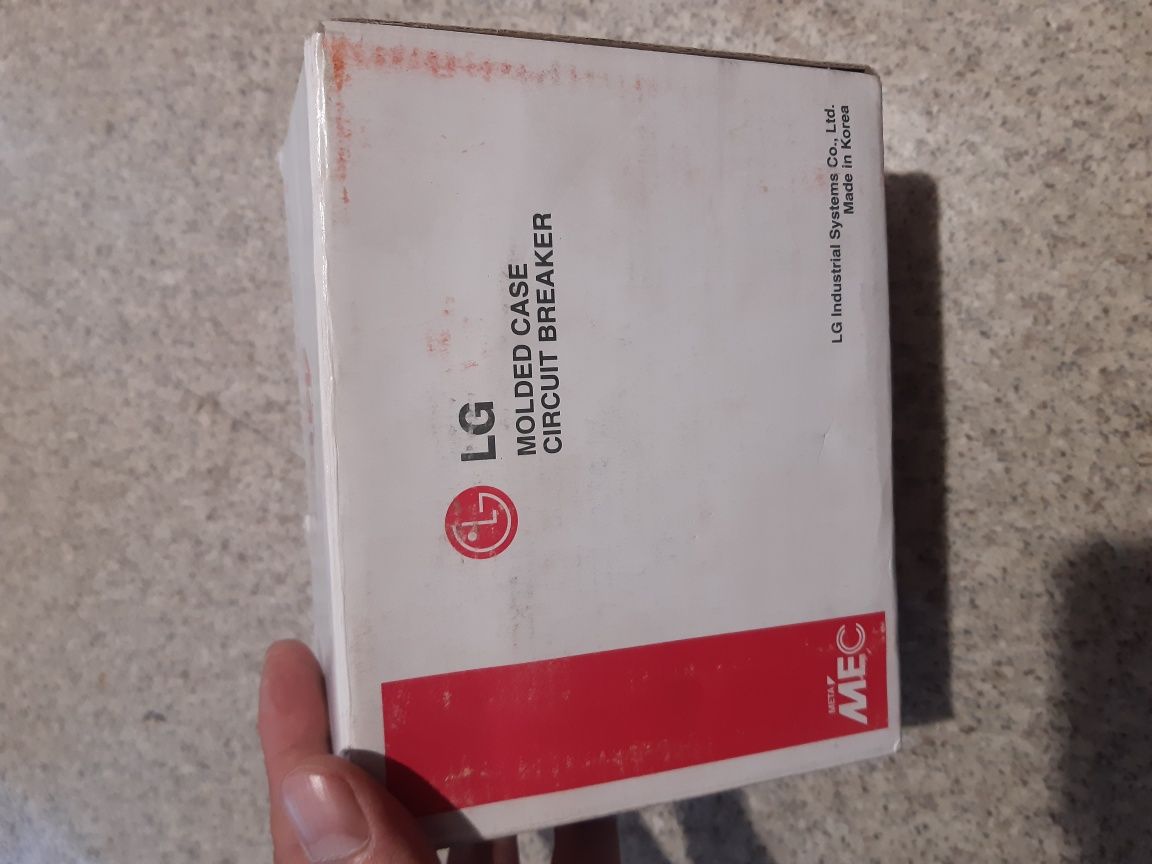 LG
MOLDED CASE
CIRCUIT BREAKER
LG Industrial Systems Co., Ltd.
Made in Korea
META
MEC